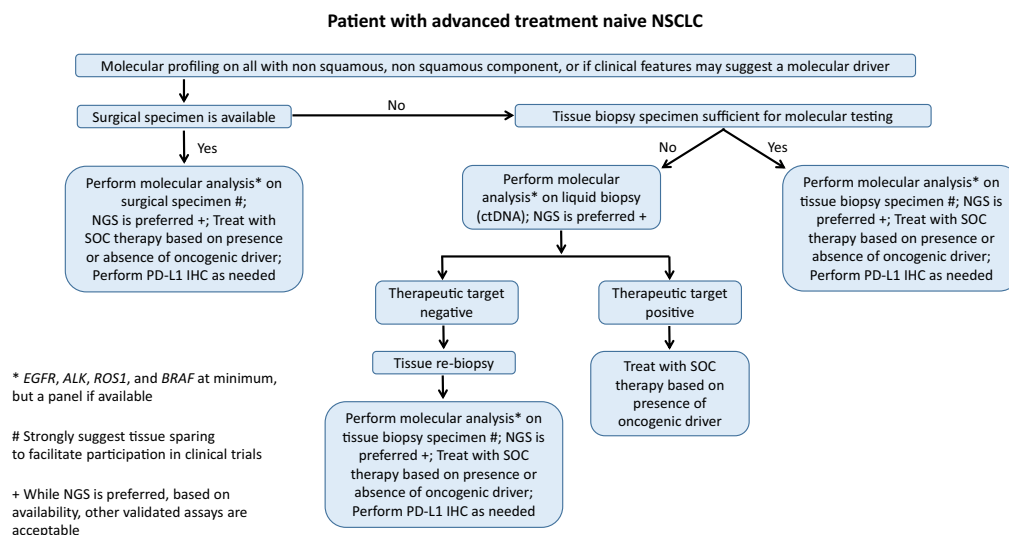 Patient with advanced treatment naive NSCLC
Molecular profiling on all with non squamous, non squamous component, or if clinical features may suggest a molecular driver
Surgical specimen is available
No
Tissue biopsy specimen sufficient for molecular testing
Yes
Perform molecular analysis* on
surgical specimen #;
NGS is preferred +; Treat with
SOC therapy based on presence
or absence of oncogenic driver;
Perform PD-L1 IHC as needed
No
Yes
Perform molecular
analysis* on liquid biopsy
(ctDNA); NGS is preferred +
Perform molecular analysis* on
tissue biopsy specimen #; NGS is
preferred +; Treat with SOC
therapy based on presence or
absence of oncogenic driver;
Perform PD-L1 IHC as needed
Therapeutic target
negative
Therapeutic target
positive
Tissue re-biopsy
Treat with SOC
therapy based on
presence of
oncogenic driver
Perform molecular analysis* on
tissue biopsy specimen #; NGS is
preferred +; Treat with SOC
therapy based on presence or
absence of oncogenic driver;
Perform PD-L1 IHC as needed
* EGFR, ALK, ROS1, and BRAF at minimum,
but a panel if available
# Strongly suggest tissue sparing
to facilitate participation in clinical trials
+ While NGS is preferred, based on
availability, other validated assays are
acceptable